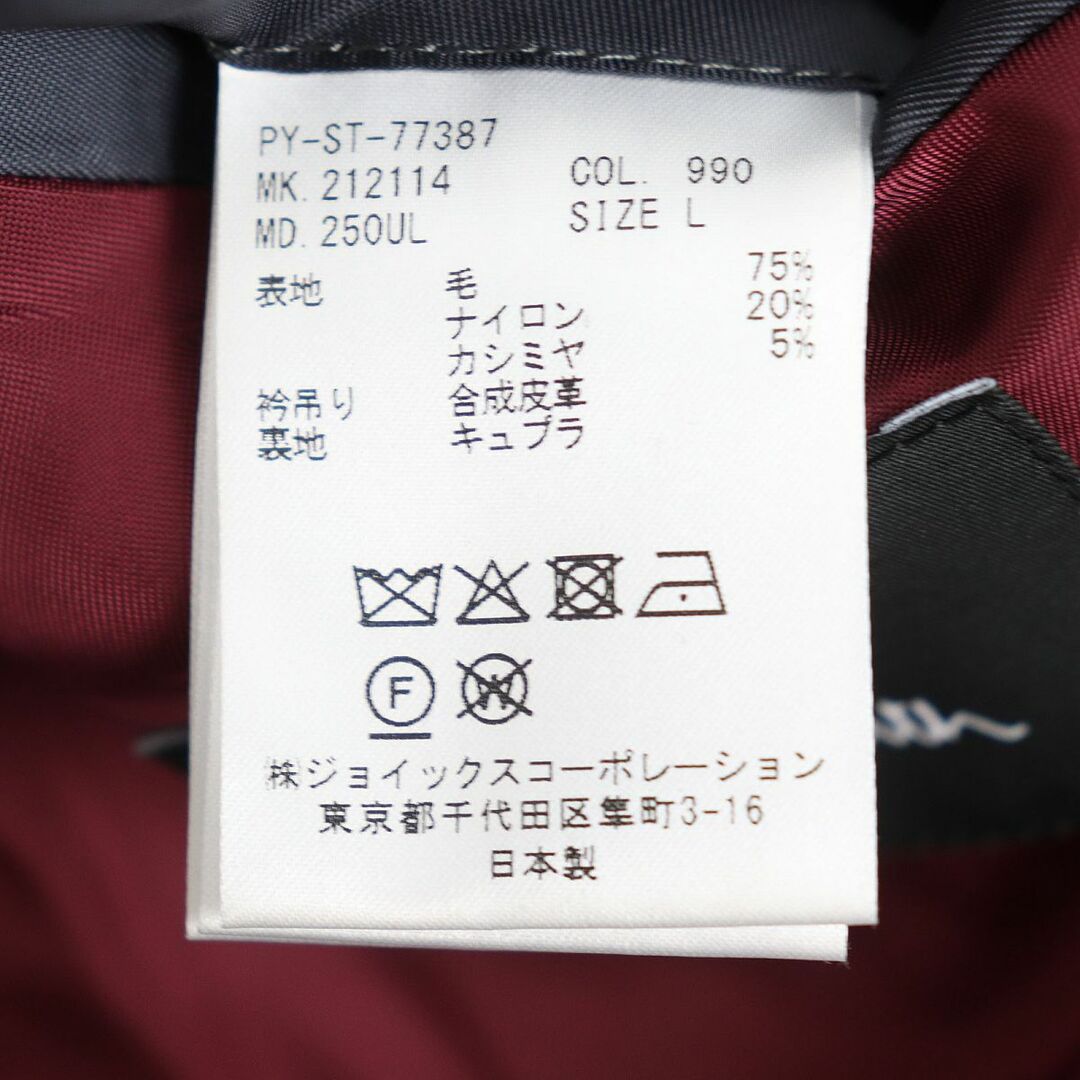 PY-ST-77387
MK. 212114 COL. 990
MD. 250UL SIZE L
表地 毛 75%
ナイロン 20%
カシミヤ 5%
衿吊り 合成皮革
裏地 キュプラ
F W
㈱ジョイックスコーポレーション
東京都千代田区隼町3-16
日本製